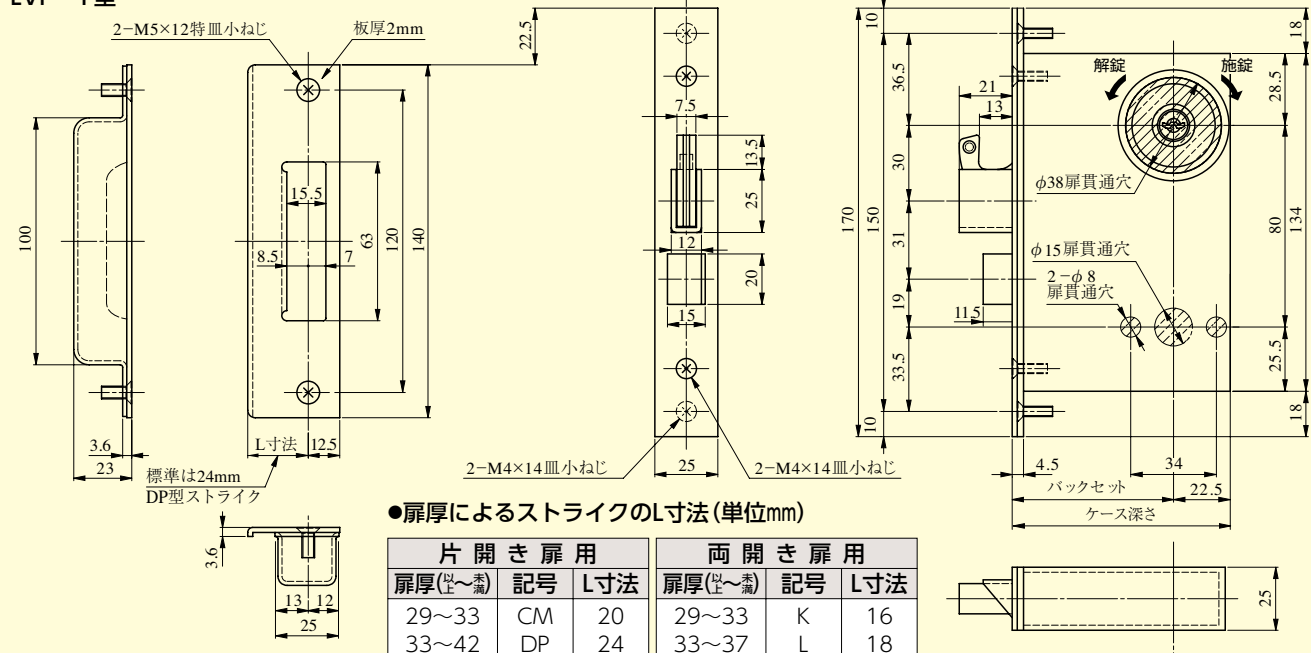 2−M5×12特皿小ねじ
板厚2mm
100
3.6
23
標準は24mm
DP型ストライク
15.5
8.5
7
63
120
140
L寸法
12.5
3.6
13
12
25
22.5
7.5
13.5
25
12
20
15
2−M4×14皿小ねじ
25
2−M4×14皿小ねじ
170
10
150
10
36.5
30
31
19
33.5
21
13
11.5
解錠
施錠
φ38扉貫通穴
φ15扉貫通穴
2−φ8
扉貫通穴
18
28.5
80
134
25.5
18
4.5
34
バックセット
22.5
ケース深さ
25
●扉厚によるストライクのL寸法(単位mm)
片開き扉用
扉厚(以上〜未満) 記号 L寸法
29〜33 CM 20
33〜42 DP 24
両開き扉用
扉厚(以上〜未満) 記号 L寸法
29〜33 K 16
33〜37 L 18